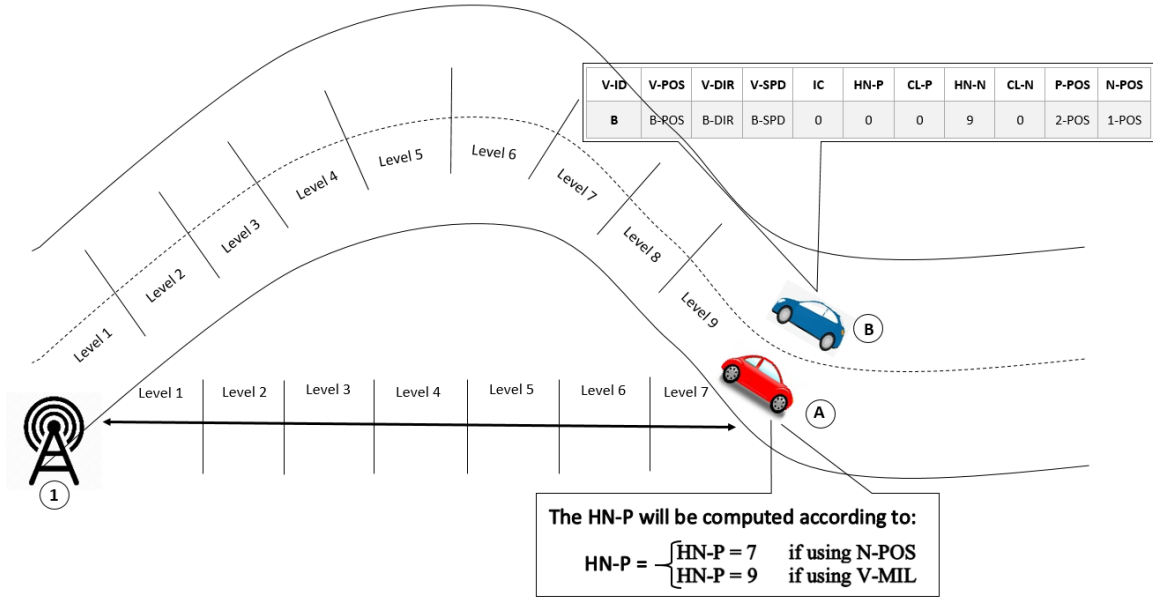 V-ID V-POS V-DIR V-SPD IC HN-P CL-P HN-N CL-N P-POS N-POS
B B-POS B-DIR B-SPD 0 0 0 9 0 2-POS 1-POS
Level 6
Level 5
Level 4
Level 7
Level 3
Level 8
Level 2
Level 9
Level 1
B
Level 1 Level 2 Level 3 Level 4 Level 5 Level 6 Level 7
A
1
The HN-P will be computed according to:
HN-P = 7 if using N-POS
HN-P =
HN-P = 9 if using V-MIL